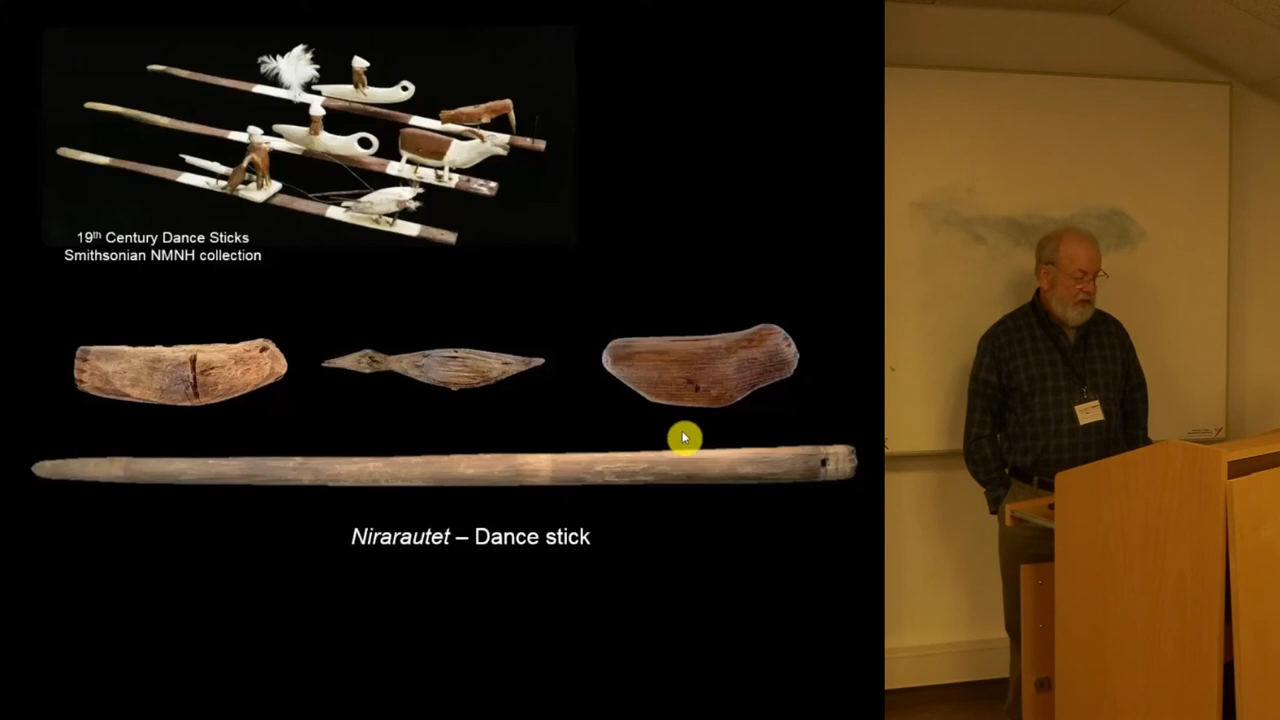 19th Century Dance Sticks
Smithsonian NMNH collection
Nirarautet – Dance stick